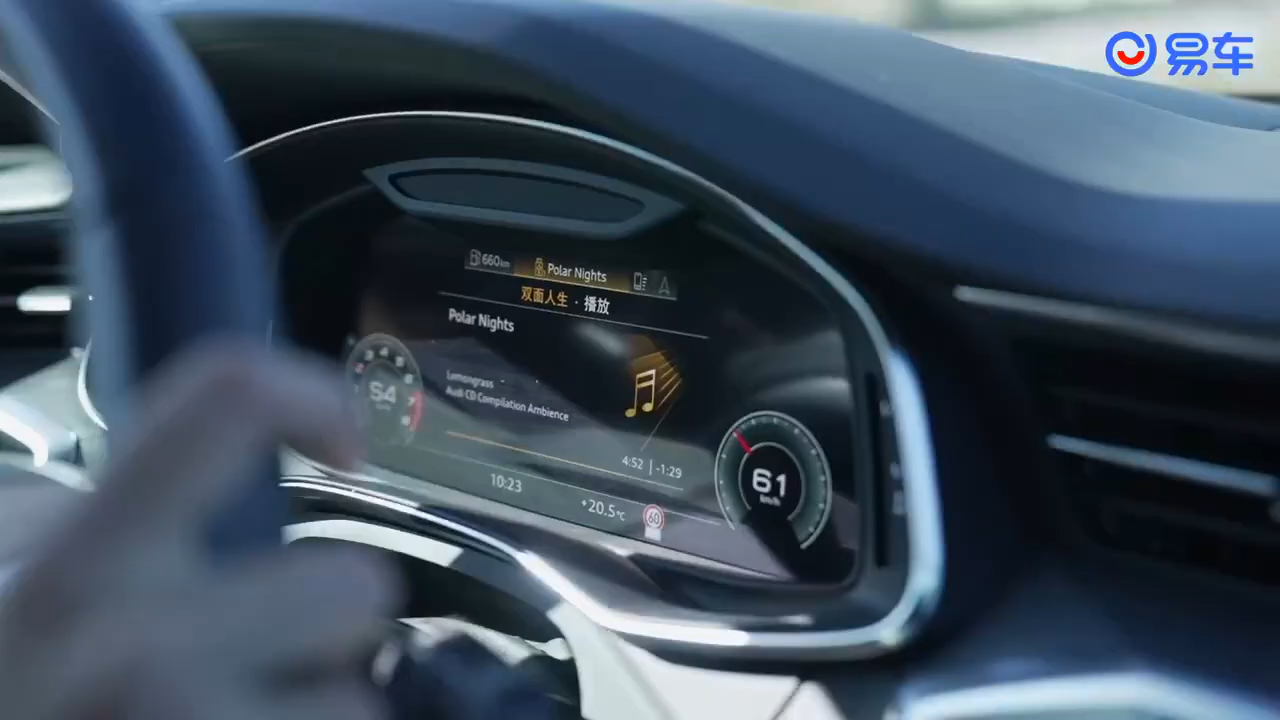 易车
660km Polar Nights
双面人生 · 播放
Polar Nights
Lemongrass
Audi CD Compilation Ambience
4:52 | -1:29
10:23
+20.5°C
60
61
km/h